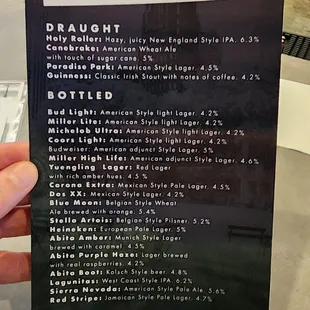 DRAUGHT
Holy Roller: Hazy, juicy New England Style IPA. 6.3%
Canebrake: American Wheat Ale
with touch of sugar cane. 5%
Paradise Park: American Style Lager. 4.5%
Guinness: Classic Irish Stout with notes of coffee. 4.2%
BOTTLED
Bud Light: American Style light Lager. 4.2%
Miller Lite: American Style light Lager. 4.2%
Michelob Ultra: American Style light Lager. 4.2%
Coors Light: American Style light Lager. 4.2%
Budweiser: American adjunct Style Lager. 5%
Miller High Life: American adjunct Style Lager. 4.6%
Yuengling Lager: Red Lager
with rich amber hues. 4.5 %
Corona Extra: Mexican Style Pale Lager. 4.5%
Dos XX: Mexican Style Lager. 4.2%
Blue Moon: Belgian Style Wheat
Ale brewed with orange. 5.4%
Stella Artois: Belgian Style Pilsner. 5.2%
Heineken: European Pale Lager. 5%
Abita Amber: Munich Style Lager
brewed with caramel. 4.5%
Abita Purple Haze: Lager brewed
with real raspberries. 4.2%
Abita Boot: Kolsch Style beer. 4.8%
Lagunitas: West Coast Style IPA. 6.2%
Sierra Nevada: American Style Pale Ale. 5.6%
Red Stripe: Jamaican Style Pale Lager. 4.7%